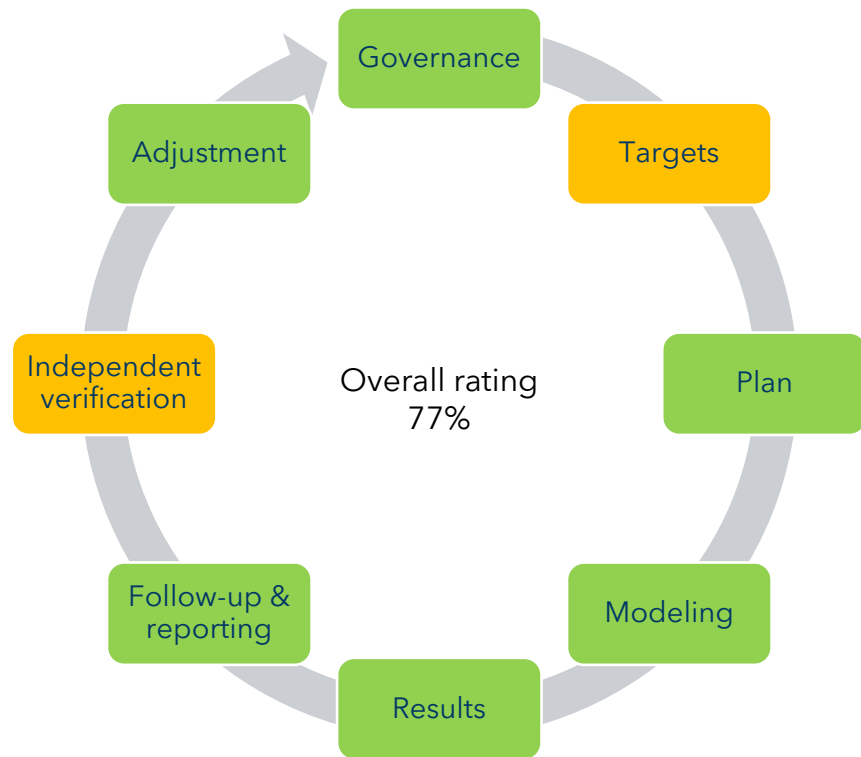 Governance
Targets
Plan
Modeling
Results
Follow-up &
reporting
Independent
verification
Adjustment
Overall rating
77%